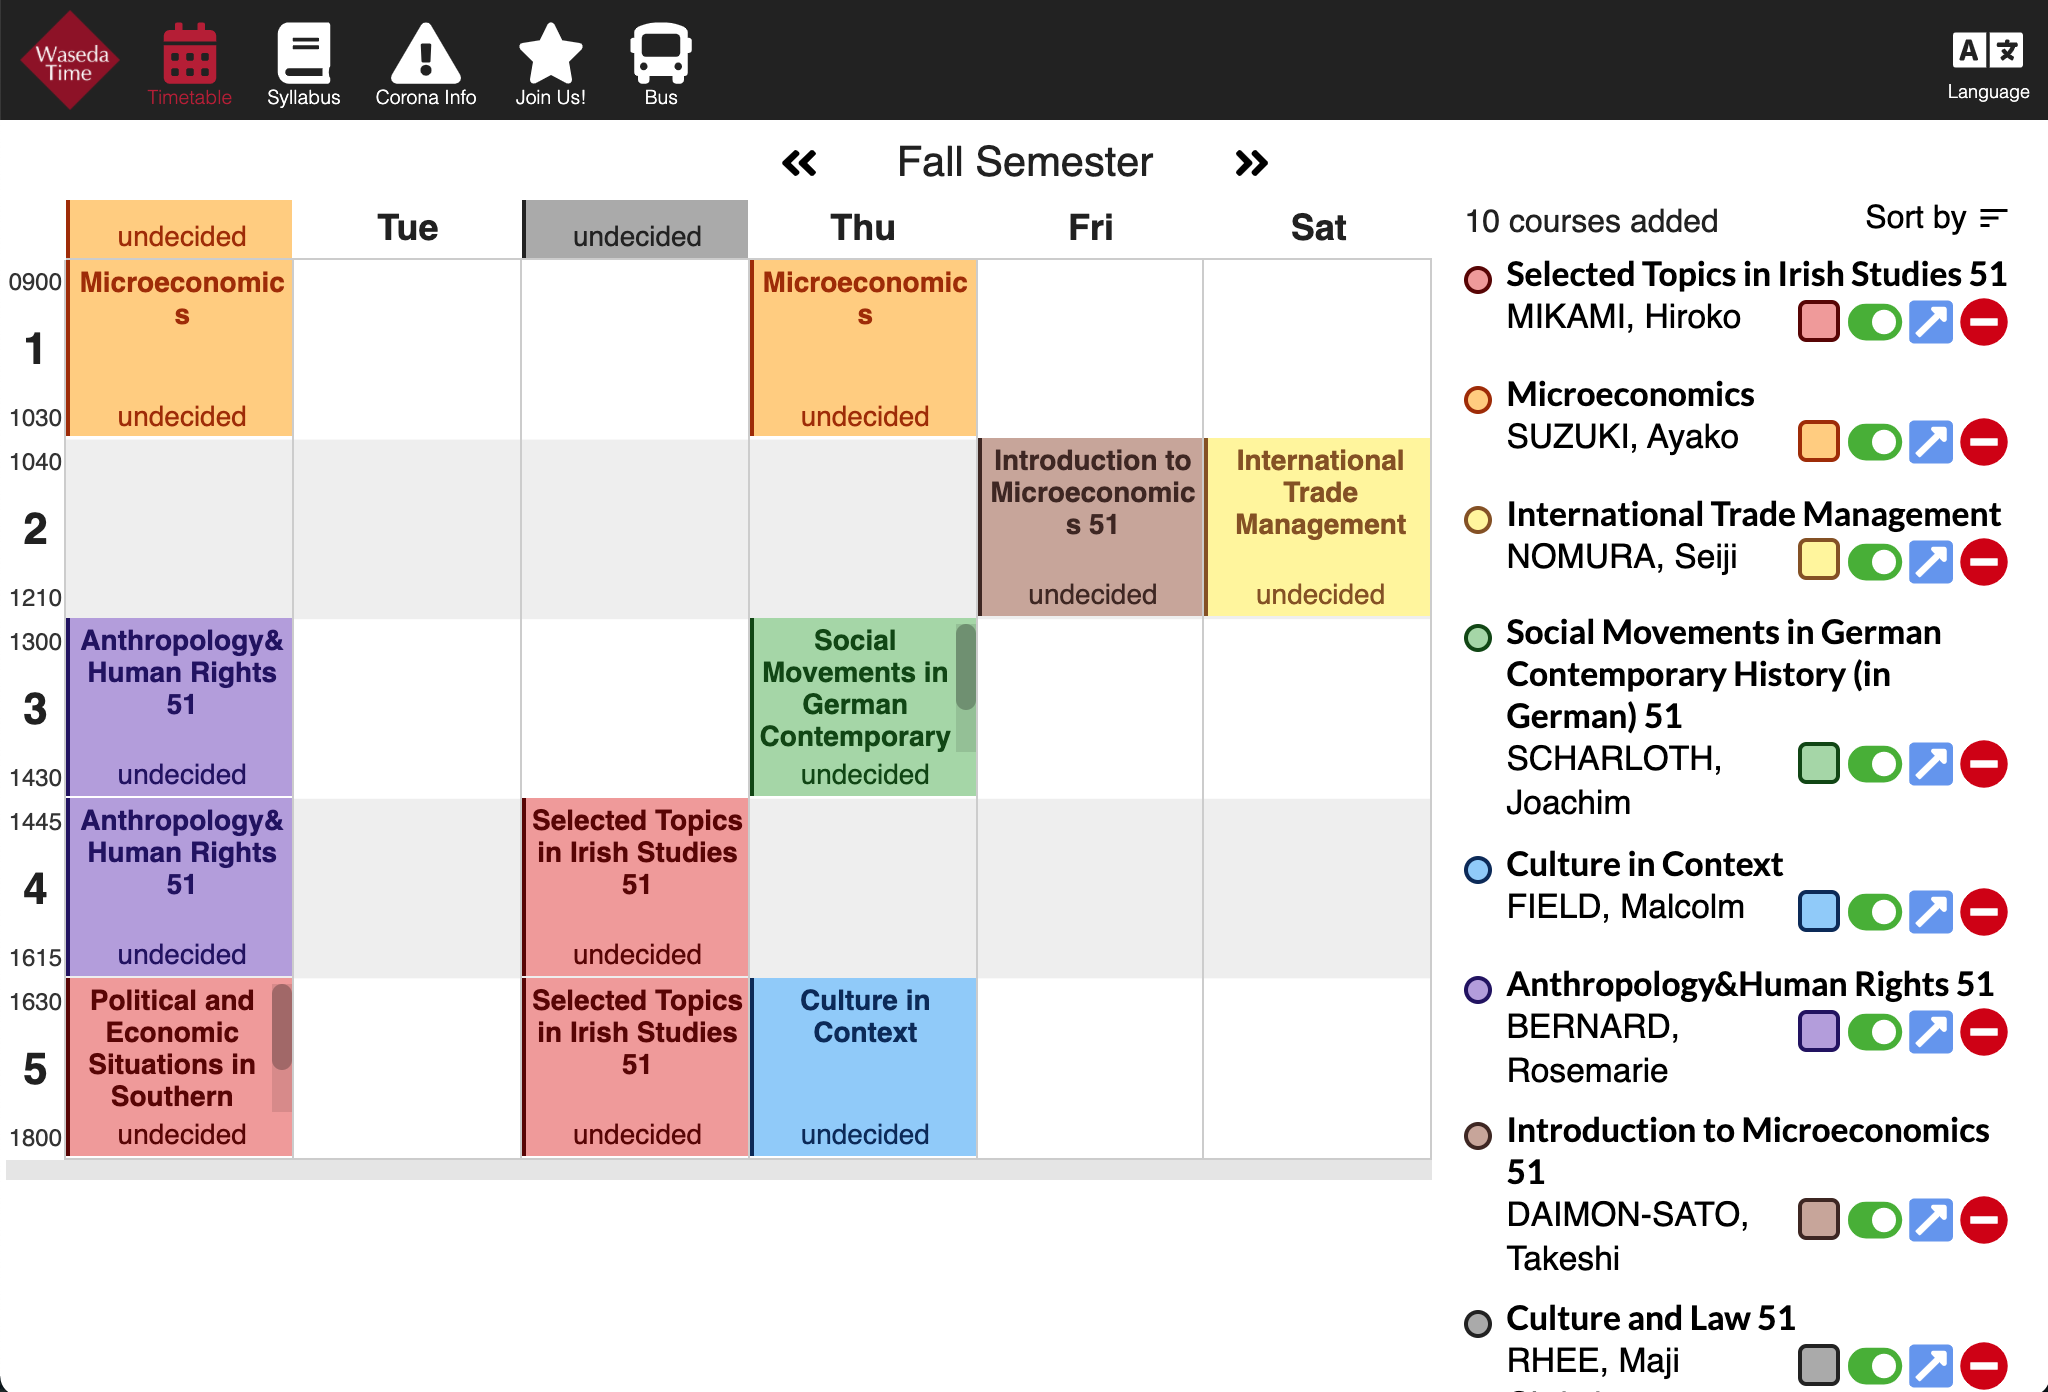 Waseda
Time
Timetable
Syllabus
Corona Info
Join Us!
Bus
Language
Fall Semester
undecided
Tue
undecided
Thu
Fri
Sat
0900
1
1030
Microeconomic
s
undecided
Microeconomic
s
undecided
1040
2
1210
Introduction to
Microeconomic
s 51
undecided
International
Trade
Management
undecided
1300
3
1430
Anthropology&
Human Rights
51
undecided
Social
Movements in
German
Contemporary
undecided
1445
4
1615
Anthropology&
Human Rights
51
undecided
Selected Topics
in Irish Studies
51
undecided
1630
5
1800
Political and
Economic
Situations in
Southern
undecided
Selected Topics
in Irish Studies
51
undecided
Culture in
Context
undecided
10 courses added
Sort by
Selected Topics in Irish Studies 51
MIKAMI, Hiroko
Microeconomics
SUZUKI, Ayako
International Trade Management
NOMURA, Seiji
Social Movements in German
Contemporary History (in
German) 51
SCHARLOTH,
Joachim
Culture in Context
FIELD, Malcolm
Anthropology&Human Rights 51
BERNARD,
Rosemarie
Introduction to Microeconomics
51
DAIMON-SATO,
Takeshi
Culture and Law 51
RHEE, Maji